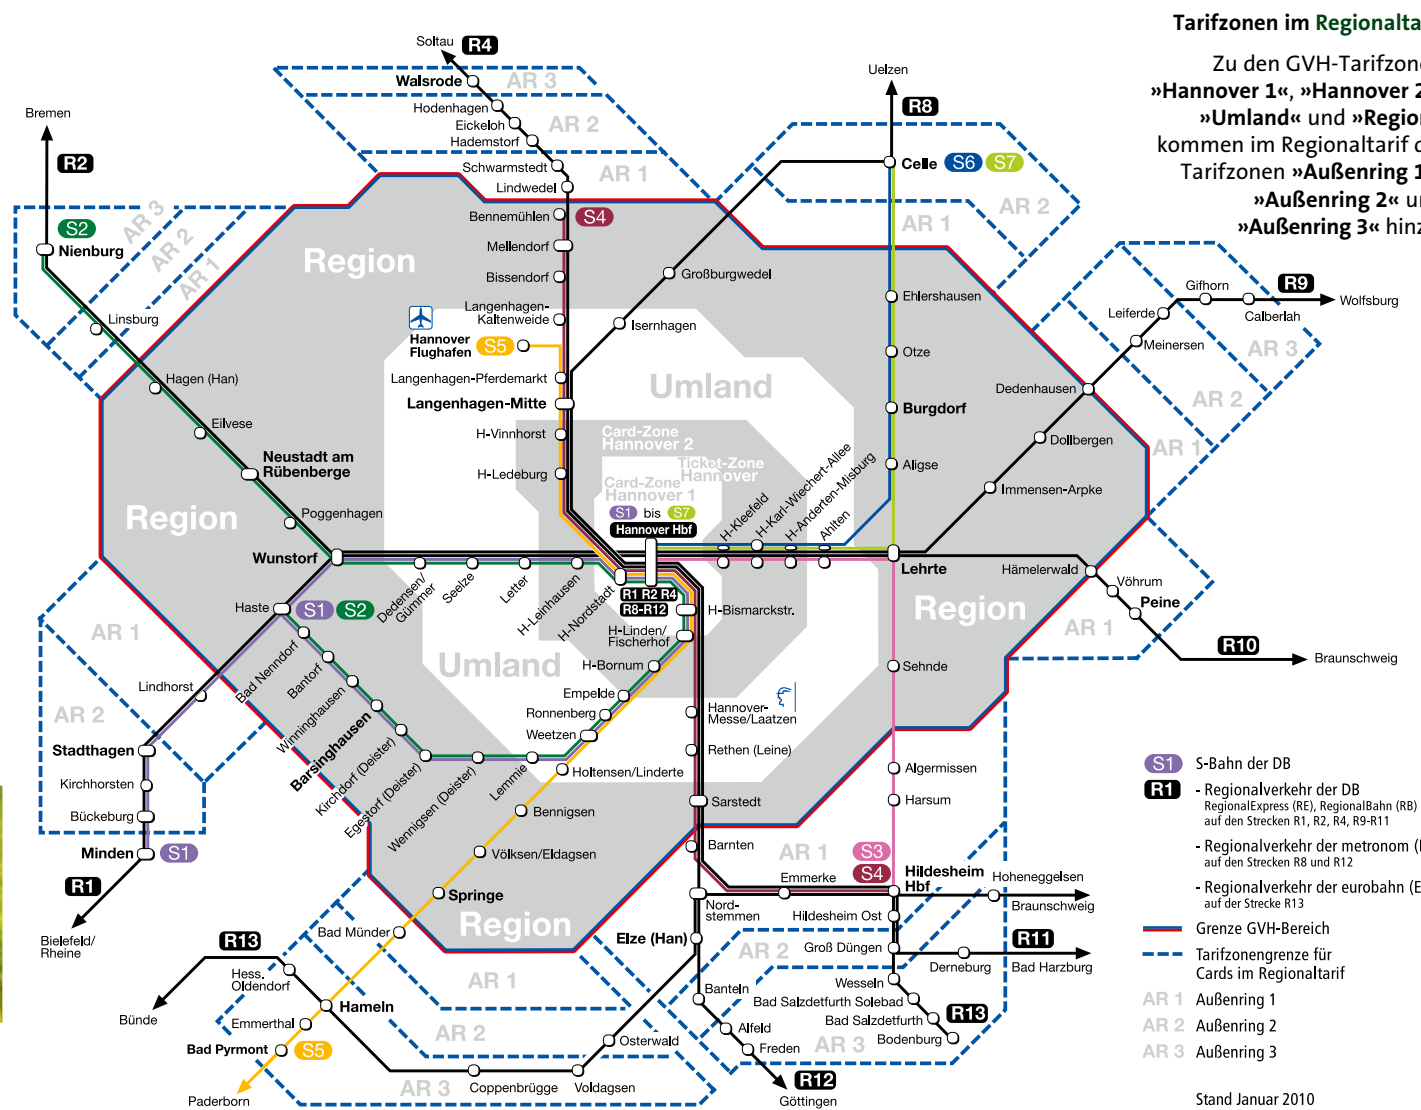 Tarifzonen im Regionalta
Zu den GVH-Tarifzone
»Hannover 1«, »Hannover 2
»Umland« und »Region
kommen im Regionaltarif d
Tarifzonen »Außenring 1
»Außenring 2« un
»Außenring 3« hinz
Soltau R4
Walsrode
AR 3
Hodenhagen
Eickeloh
Hademstorf
AR 2
Schwarmstedt
Lindwedel
AR 1
Uelzen
R8
Celle S6 S7
AR 1
AR 2
Bremen
R2
S2
Nienburg
AR 3
AR 2
AR 1
Linsburg
Hagen (Han)
Eilvese
Neustadt am
Rübenberge
Poggenhagen
Wunstorf
Region
Region
Bennemühlen S4
Mellendorf
Bissendorf
Langenhagen-
Kaltenweide
Hannover
Flughafen S5
Langenhagen-Pferdemarkt
Langenhagen-Mitte
H-Vinnhorst
H-Ledeburg
Großburgwedel
Isernhagen
Umland
Card-Zone
Hannover 2
Ticket-Zone
Hannover
Card-Zone
Hannover 1
S1 bis S7
Hannover Hbf
R1 R2 R4
R8-R12
Ehlershausen
Otze
Burgdorf
Aligse
Gifhorn
R9
Wolfsburg
Calberlah
Leiferde
Meinersen
AR 3
AR 2
AR 1
Dedenhausen
Dollbergen
Immensen-Arpke
H-Kleefeld
H-Karl-Wiechert-Allee
H-Anderten-Misburg
Ahlten
Lehrte
Hämelerwald
Vöhrum
Peine
AR 1
R10
Braunschweig
Region
Sehnde
Dedensen/
Gümmer
Seelze
Letter
H-Leinhausen
H-Nordstadt
H-Bismarckstr.
H-Linden/
Fischerhof
H-Bornum
Empelde
Ronnenberg
Weetzen
Umland
Haste S1 S2
AR 1
AR 2
Lindhorst
Stadthagen
Kirchhorsten
Bückeburg
Minden S1
R1
Bielefeld/
Rheine
Bad Nenndorf
Bantorf
Winninghausen
Barsinghausen
Kirchdorf (Deister)
Egestorf (Deister)
Wennigsen (Deister)
Lemmie
Holtensen/Linderte
Bennigsen
Völksen/Eldagsen
Springe
Region
Bad Münder
Hannover-
Messe/Laatzen
Rethen (Leine)
Sarstedt
Barnten
Algermissen
Harsum
AR 1
S3
S4
Emmerke
Hildesheim
Hbf
Nord-
stemmen
Hildesheim Ost
Hoheneggelsen
Braunschweig
Elze (Han)
AR 2
Groß Düngen
Derneburg
R11
Bad Harzburg
Wesseln
Bad Salzdetfurth Solebad
Bad Salzdetfurth
R13
Bodenburg
AR 3
Banteln
Alfeld
Freden
R12
Göttingen
R13
Hess.
Oldendorf
Bünde
Hameln
Emmerthal
Bad Pyrmont S5
Paderborn
AR 1
AR 2
AR 3
Osterwald
Coppenbrügge
Voldagsen
S1 S-Bahn der DB
R1 - Regionalverkehr der DB
RegionalExpress (RE), RegionalBahn (RB)
auf den Strecken R1, R2, R4, R9-R11
- Regionalverkehr der metronom (
auf den Strecken R8 und R12
- Regionalverkehr der eurobahn (E
auf der Strecke R13
Grenze GVH-Bereich
Tarifzonengrenze für
Cards im Regionaltarif
AR 1 Außenring 1
AR 2 Außenring 2
AR 3 Außenring 3
Stand Januar 2010